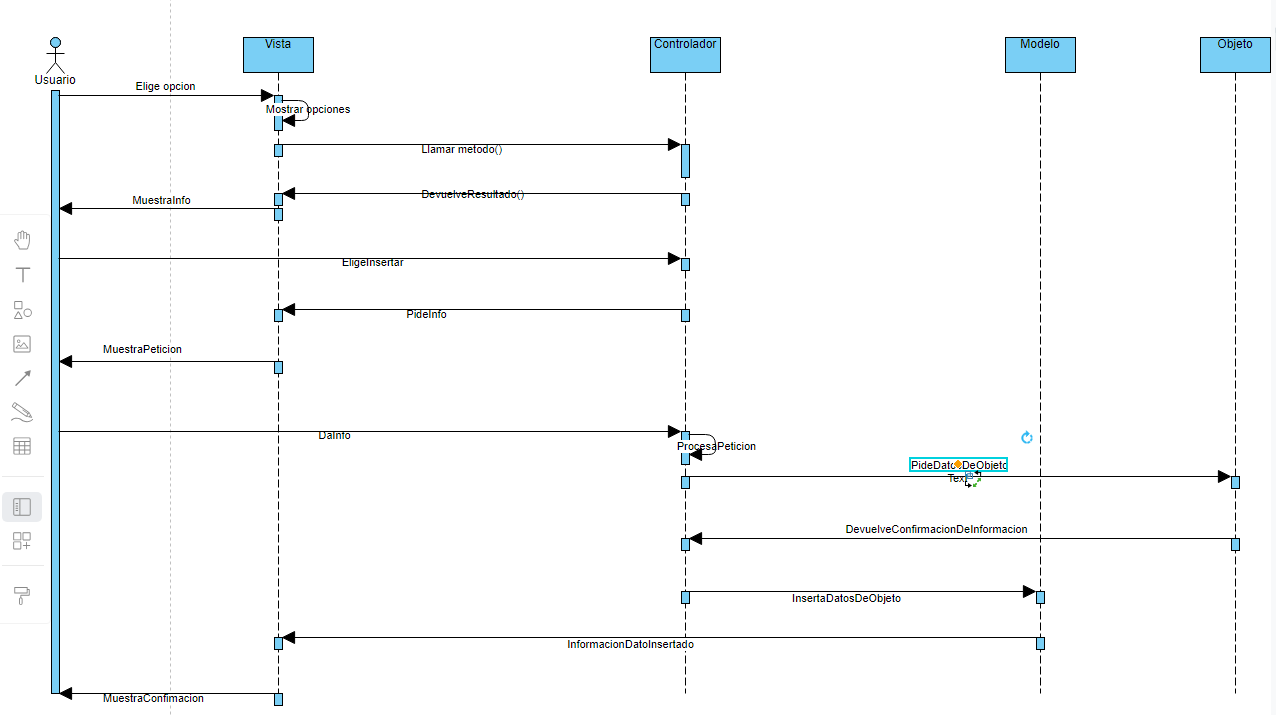 Vista
Controlador
Modelo
Objeto
Usuario
Elige opcion
Mostrar opciones
Llamar metodo()
DevuelveResultado()
MuestraInfo
EligeInsertar
PideInfo
MuestraPeticion
DaInfo
ProcesaPeticion
PideDatosDeObjeto
DevuelveConfirmacionDeInformacion
InsertaDatosDeObjeto
InformacionDatoInsertado
MuestraConfimacion